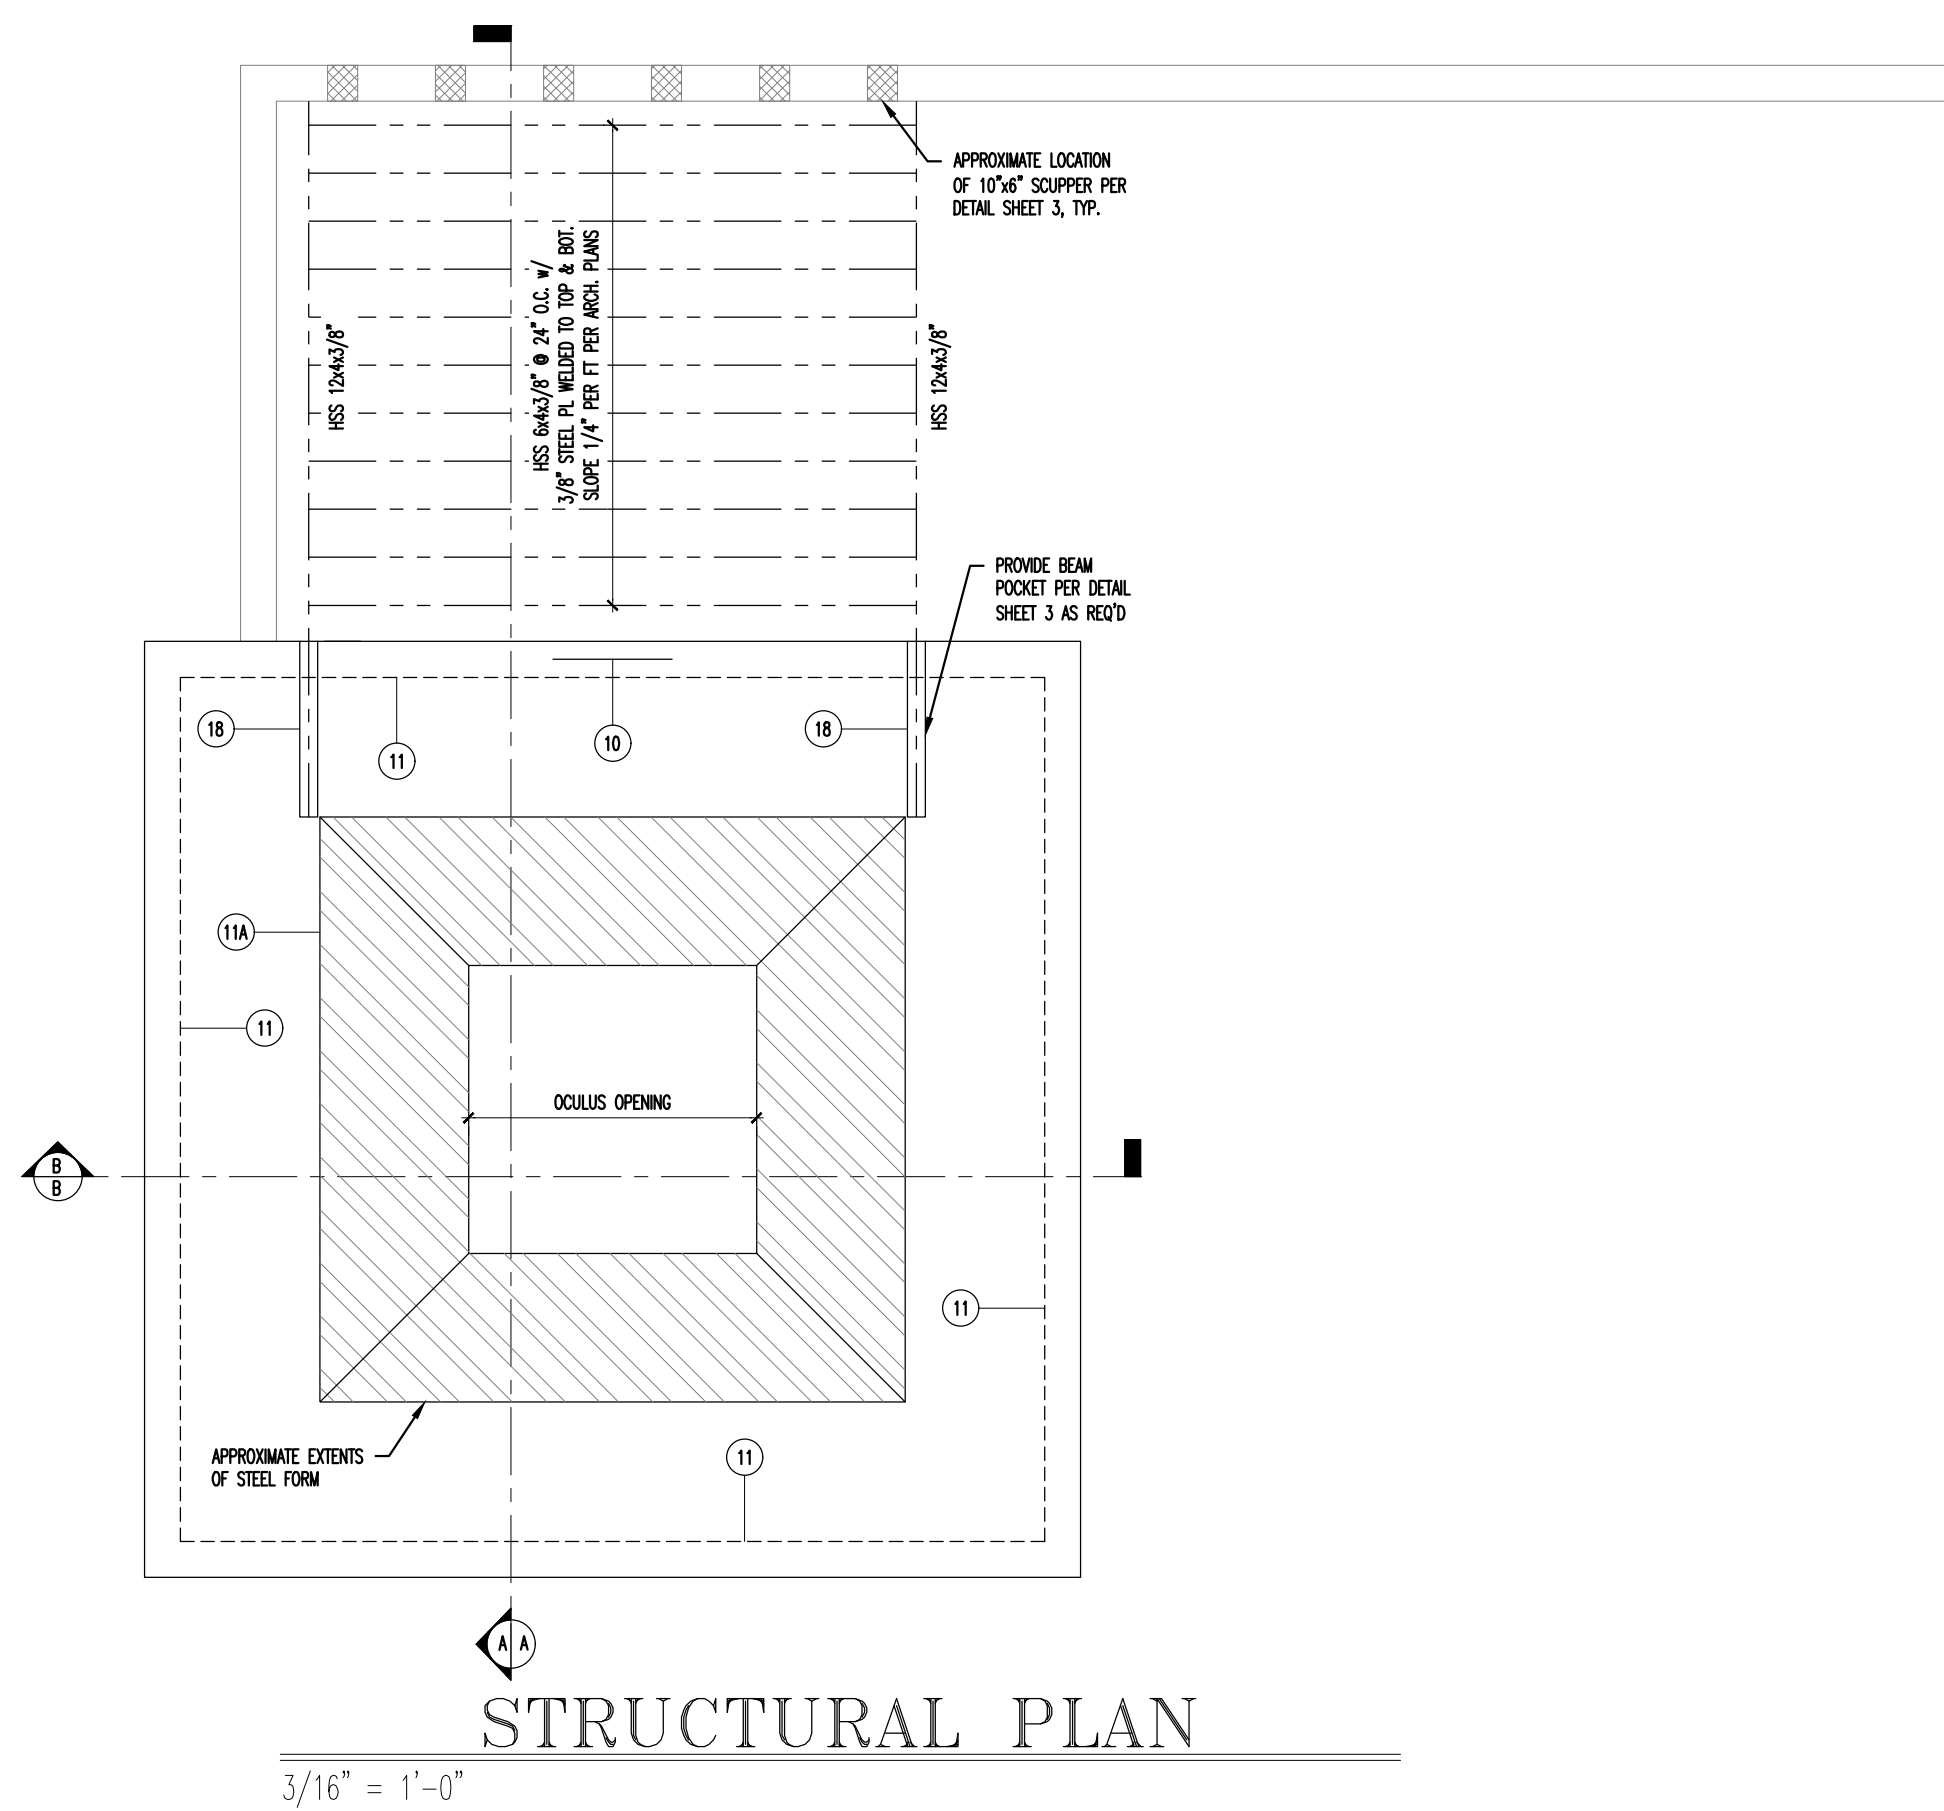 APPROXIMATE LOCATION
OF 10"x6" SCUPPER PER
DETAIL SHEET 3, TYP.
HSS 12x4x3/8"
HSS 6x4x3/8" @ 24" O.C. w/
3/8" STEEL PL WELDED TO TOP & BOT.
SLOPE 1/4" PER FT PER ARCH. PLANS
HSS 12x4x3/8"
PROVIDE BEAM
POCKET PER DETAIL
SHEET 3 AS REQ'D
18
11
10
18
11A
11
OCULUS OPENING
B
B
11
APPROXIMATE EXTENTS
OF STEEL FORM
11
A A
STRUCTURAL PLAN
3/16" = 1'-0"